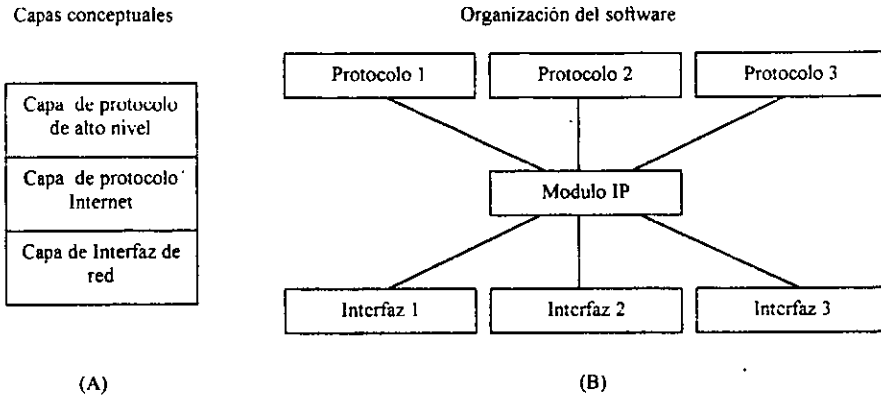 Capas conceptuales
Organización del software
Capa de protocolo
de alto nivel
Capa de protocolo
Internet
Capa de Interfaz de
red
Protocolo 1
Protocolo 2
Protocolo 3
Modulo IP
Interfaz 1
Interfaz 2
Interfaz 3
(A)
(B)